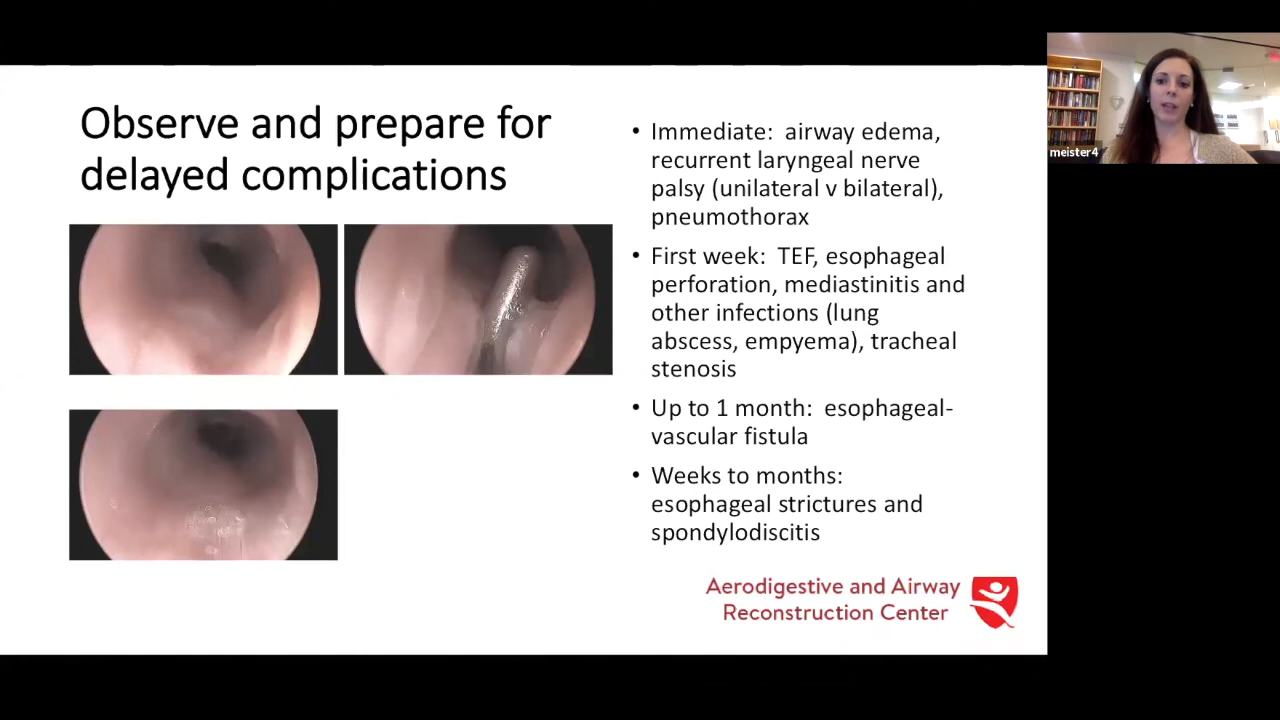 Observe and prepare for
delayed complications
• Immediate: airway edema,
recurrent laryngeal nerve
palsy (unilateral v bilateral),
pneumothorax
• First week: TEF, esophageal
perforation, mediastinitis and
other infections (lung
abscess, empyema), tracheal
stenosis
• Up to 1 month: esophageal-
vascular fistula
• Weeks to months:
esophageal strictures and
spondylodiscitis
Aerodigestive and Airway
Reconstruction Center
meister4